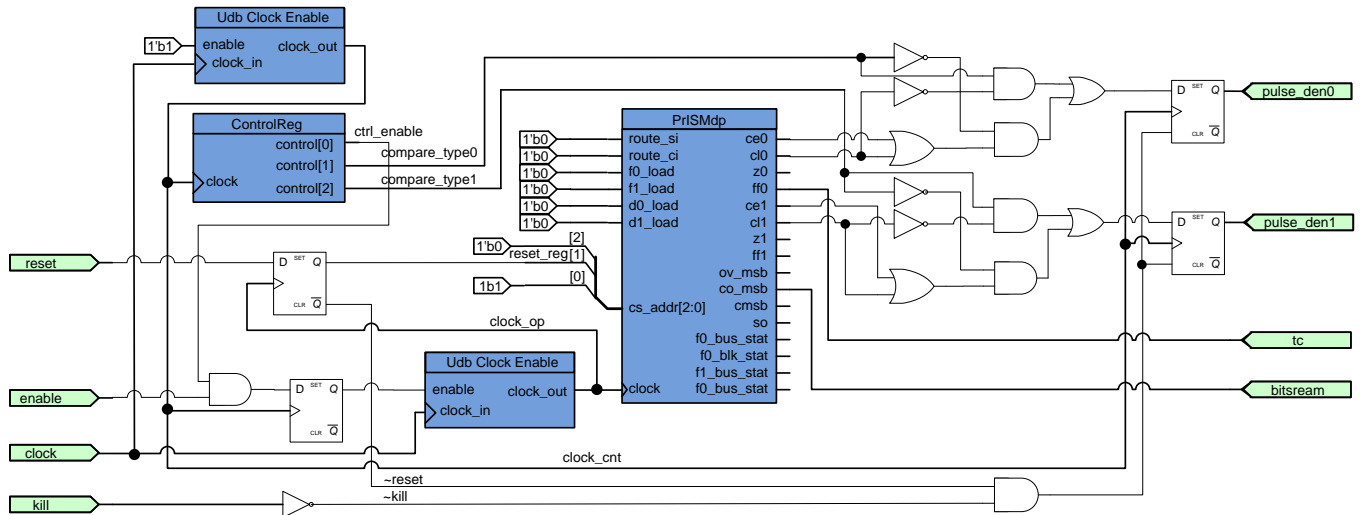 Udb Clock Enable
1'b1
enable
clock_out
clock_in
ControlReg
control[0]
control[1]
control[2]
clock
ctrl_enable
compare_type0
compare_type1
PrISMdp
1'b0
route_si
1'b0
route_ci
1'b0
f0_load
1'b0
f1_load
1'b0
d0_load
1'b0
d1_load
cs_addr[2:0]
clock
ce0
cl0
z0
ff0
ce1
cl1
z1
ff1
ov_msb
co_msb
cmsb
so
f0_bus_stat
f0_blk_stat
f1_bus_stat
f0_bus_stat
1'b0
[2]
reset_reg[1]
1b1
[0]
D SET Q
CLR Q
pulse_den0
D SET Q
CLR Q
pulse_den1
reset
D SET Q
CLR Q
clock_op
tc
Udb Clock Enable
enable
clock_out
clock_in
D SET Q
CLR Q
enable
bitsream
clock
clock_cnt
~reset
~kill
kill